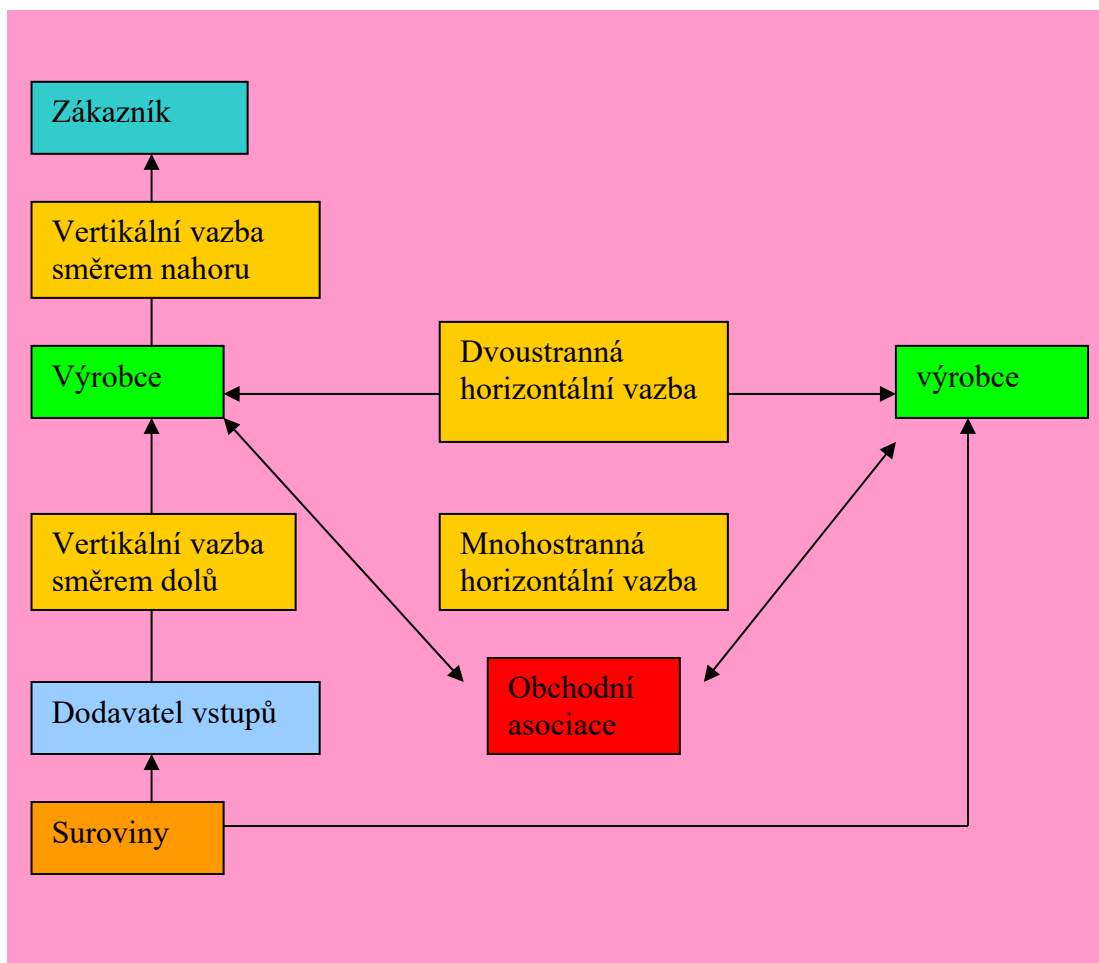 Zákazník
Vertikální vazba
směrem nahoru
Výrobce
Dvoustranná
horizontální vazba
výrobce
Vertikální vazba
směrem dolů
Mnohostranná
horizontální vazba
Obchodní
asociace
Dodavatel vstupů
Suroviny